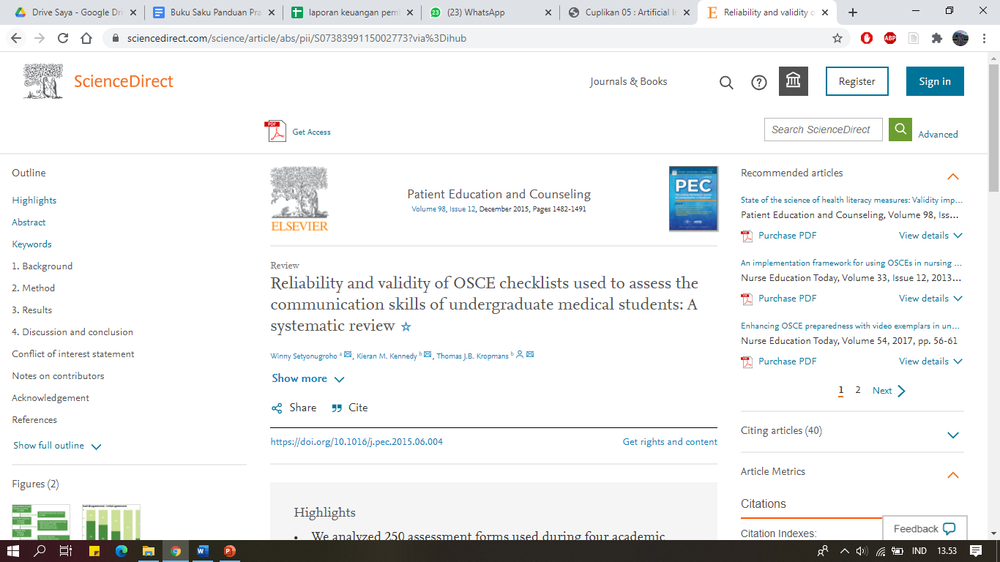 Drive Saya - Google Dri
Buku Saku Panduan Pra
laporan keuangan pem
(23) WhatsApp
Cuplikan 05 : Artificial In
Reliability and validity o
sciencedirect.com/science/article/abs/pii/S0738399115002773?via%3Dihub
ScienceDirect
Journals & Books
Register
Sign in
Get Access
Search ScienceDirect
Advanced
Outline
Highlights
Abstract
Keywords
1. Background
2. Method
3. Results
4. Discussion and conclusion
Conflict of interest statement
Notes on contributors
Acknowledgement
References
Show full outline
Figures (2)
ELSEVIER
Patient Education and Counseling
Volume 98, Issue 12, December 2015, Pages 1482-1491
PEC
Review
Reliability and validity of OSCE checklists used to assess the
communication skills of undergraduate medical students: A
systematic review
Winny Setyonugroho a, Kieran M. Kennedy b, Thomas J.B. Kropmans b
Show more
Share Cite
https://doi.org/10.1016/j.pec.2015.06.004
Get rights and content
Highlights
• We analyzed 250 assessment forms used during four academic
Recommended articles
State of the science of health literacy measures: Validity imp...
Patient Education and Counseling, Volume 98, Iss...
Purchase PDF View details
An implementation framework for using OSCEs in nursing ...
Nurse Education Today, Volume 33, Issue 12, 2013...
Purchase PDF View details
Enhancing OSCE preparedness with video exemplars in un...
Nurse Education Today, Volume 54, 2017, pp. 56-61
Purchase PDF View details
1 2 Next
Citing articles (40)
Article Metrics
Citations
Citation Indexes:
Feedback
IND
13.53